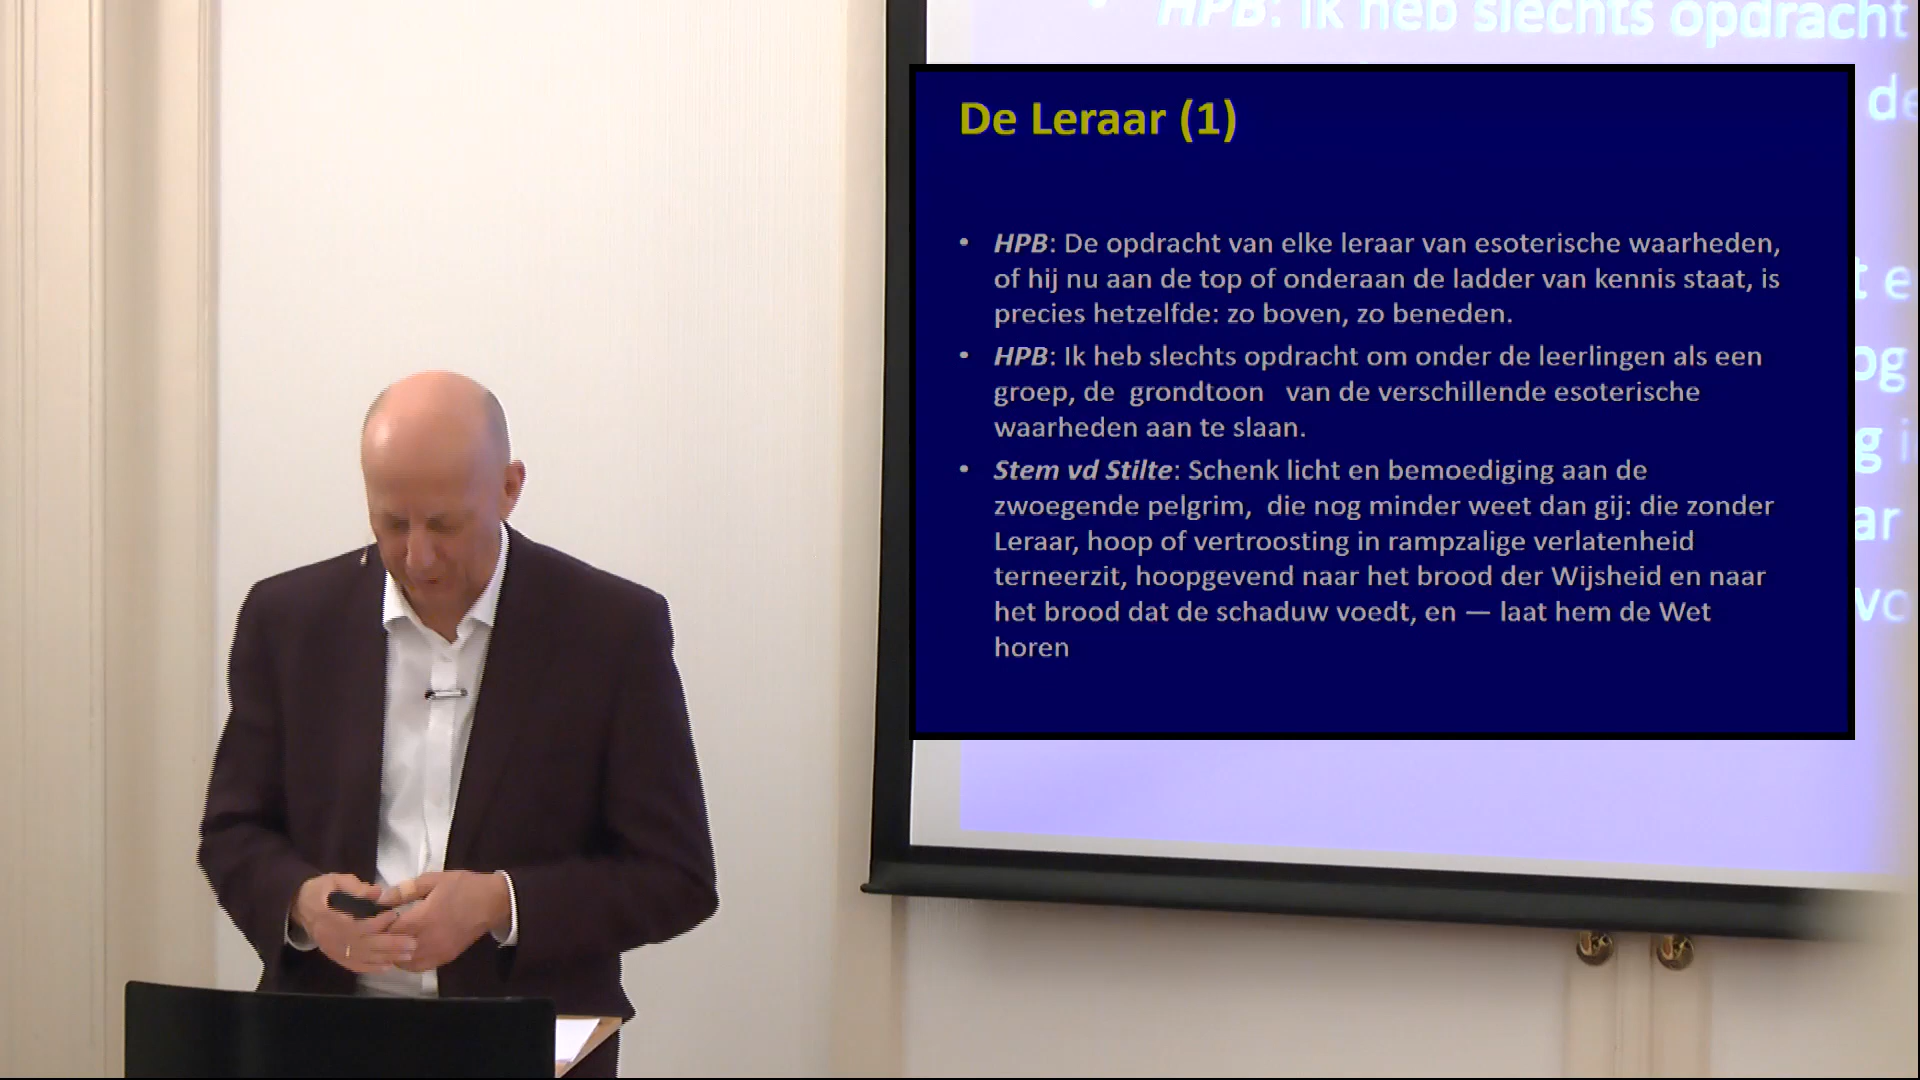 HPB: Ik heb slechts opdracht
De Leraar (1)
• HPB: De opdracht van elke leraar van esoterische waarheden,
of hij nu aan de top of onderaan de ladder van kennis staat, is
precies hetzelfde: zo boven, zo beneden.
• HPB: Ik heb slechts opdracht om onder de leerlingen als een
groep, de grondtoon van de verschillende esoterische
waarheden aan te slaan.
• Stem vd Stilte: Schenk licht en bemoediging aan de
zwoegende pelgrim, die nog minder weet dan gij: die zonder
Leraar, hoop of vertroosting in rampzalige verlatenheid
terneerzit, hoopgevend naar het brood der Wijsheid en naar
het brood dat de schaduw voedt, en — laat hem de Wet
horen